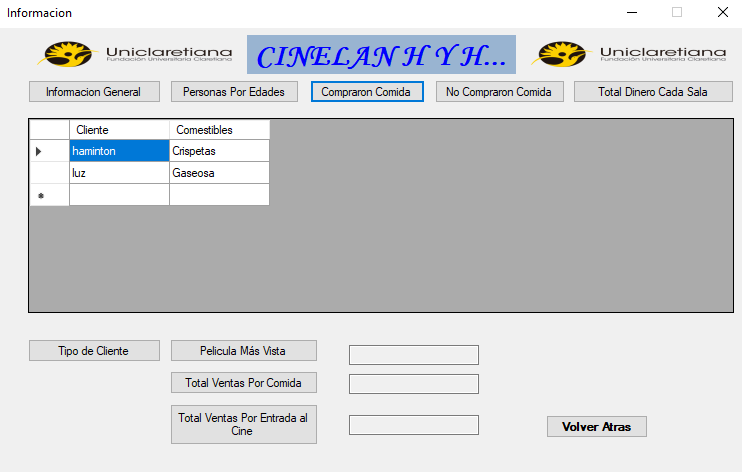 Informacion
Uniclaretiana
Fundación Universitaria Claretiana
CINELAN H Y H...
Uniclaretiana
Fundación Universitaria Claretiana
Informacion General
Personas Por Edades
Compraron Comida
No Compraron Comida
Total Dinero Cada Sala
Cliente Comestibles
haminton Crispetas
luz Gaseosa
Tipo de Cliente
Pelicula Más Vista
Total Ventas Por Comida
Total Ventas Por Entrada al
Cine
Volver Atras